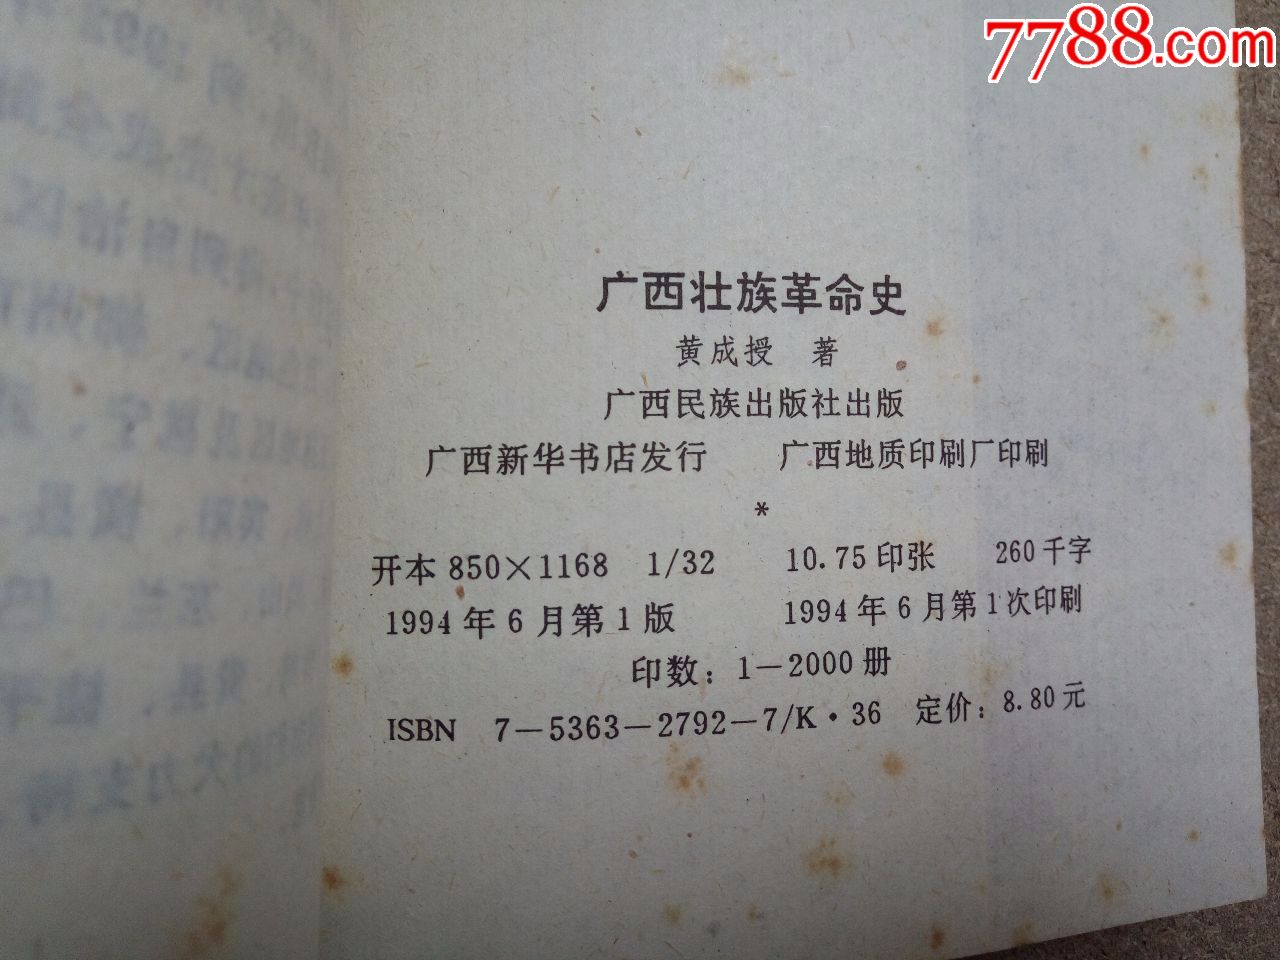 7788.com
广西壮族革命史
黄成授 著
广西民族出版社出版
广西新华书店发行 广西地质印刷厂印刷
*
开本 850×1168 1/32 10.75 印张 260 千字
1994 年 6 月第 1 版 1994 年 6 月第 1 次印刷
印数：1—2000 册
ISBN 7—5363—2792—7/K·36 定价：8.80 元